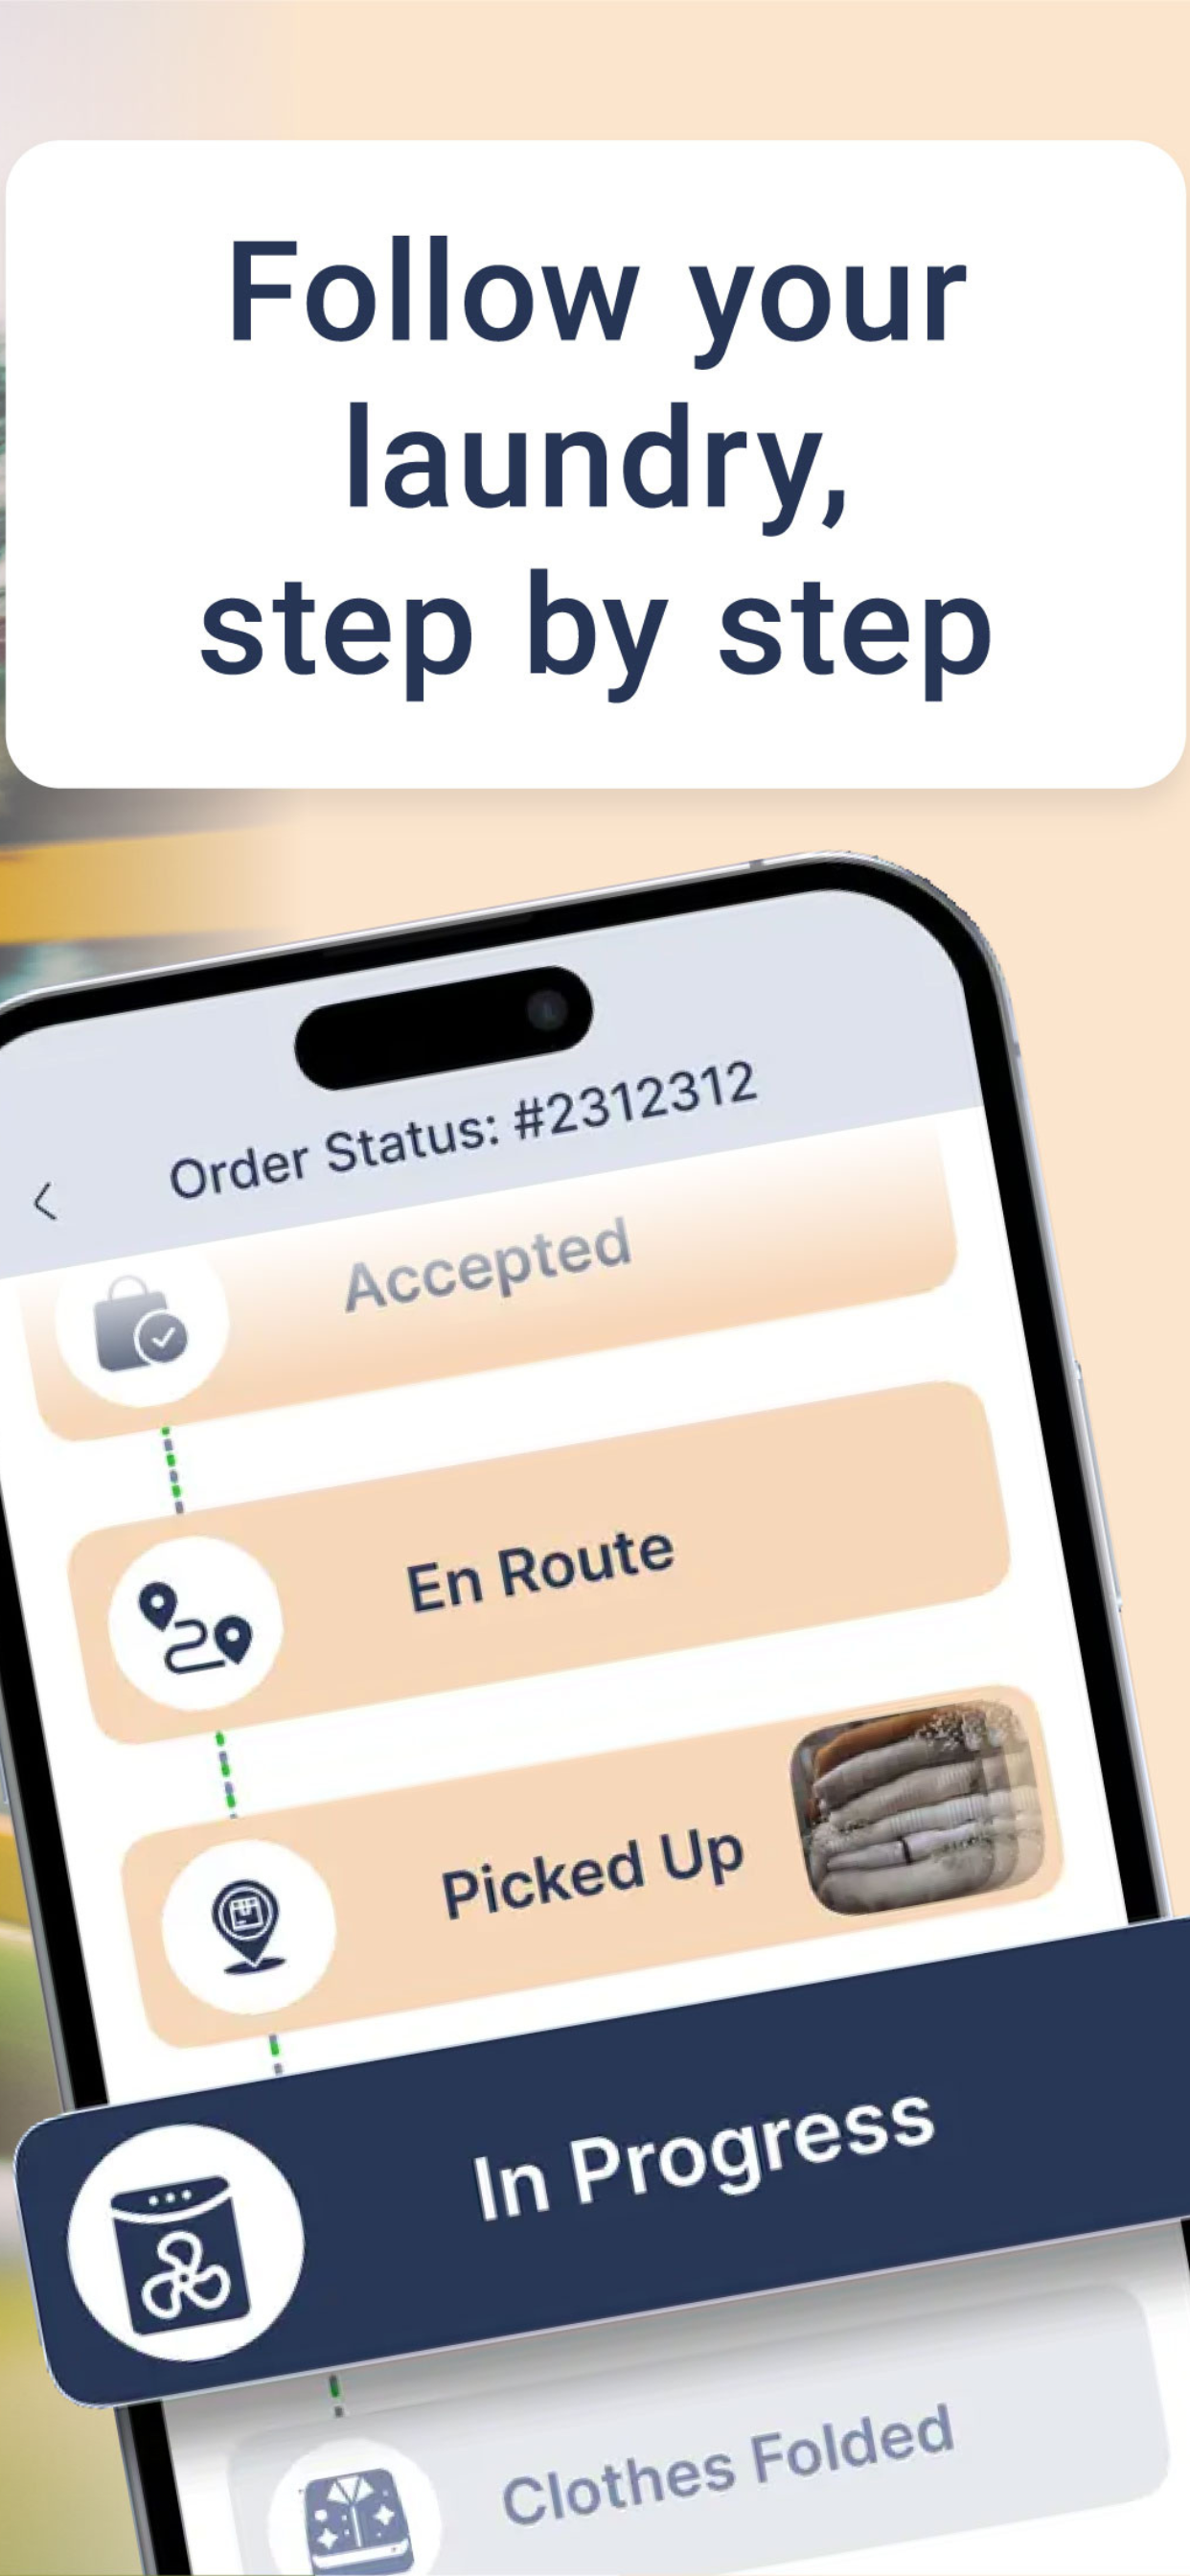 Follow your
laundry,
step by step
Order Status: #2312312
Accepted
En Route
Picked Up
In Progress
Clothes Folded